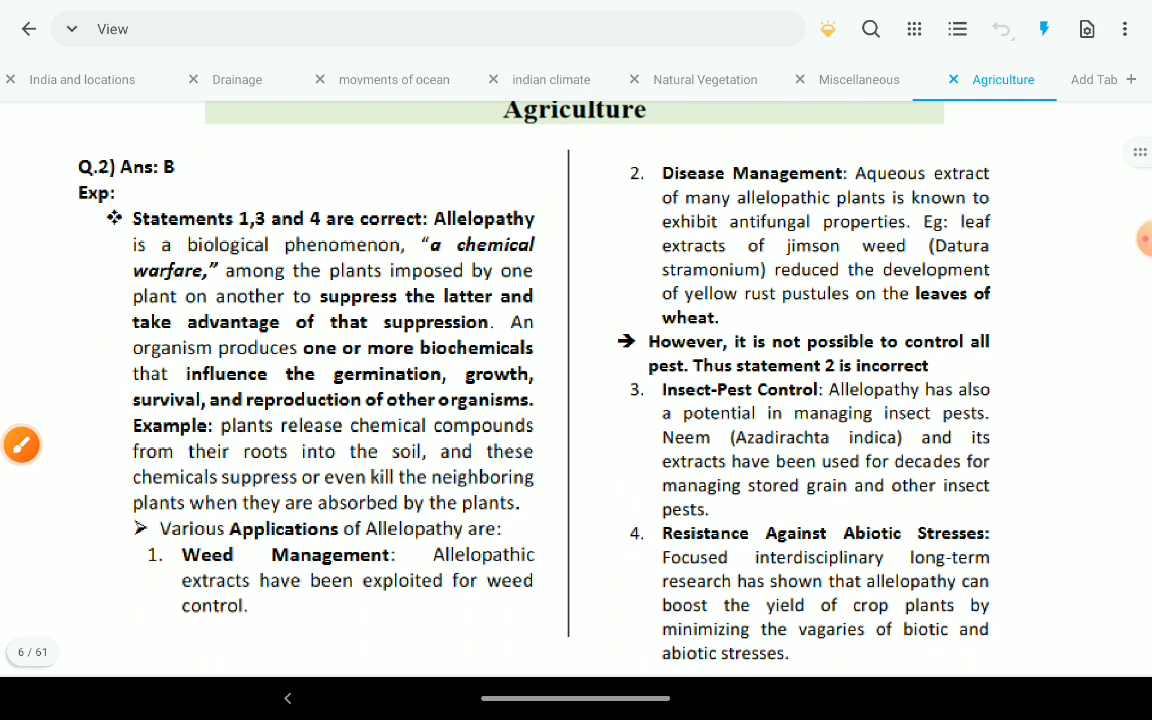 View
India and locations
Drainage
movments of ocean
indian climate
Natural Vegetation
Miscellaneous
Agriculture
Add Tab +
Agriculture
Q.2) Ans: B
Exp:
❖ Statements 1,3 and 4 are correct: Allelopathy
is a biological phenomenon, “a chemical
warfare,” among the plants imposed by one
plant on another to suppress the latter and
take advantage of that suppression. An
organism produces one or more biochemicals
that influence the germination, growth,
survival, and reproduction of other organisms.
Example: plants release chemical compounds
from their roots into the soil, and these
chemicals suppress or even kill the neighboring
plants when they are absorbed by the plants.
➢ Various Applications of Allelopathy are:
1. Weed Management: Allelopathic
extracts have been exploited for weed
control.
2. Disease Management: Aqueous extract
of many allelopathic plants is known to
exhibit antifungal properties. Eg: leaf
extracts of jimson weed (Datura
stramonium) reduced the development
of yellow rust pustules on the leaves of
wheat.
➔ However, it is not possible to control all
pest. Thus statement 2 is incorrect
3. Insect-Pest Control: Allelopathy has also
a potential in managing insect pests.
Neem (Azadirachta indica) and its
extracts have been used for decades for
managing stored grain and other insect
pests.
4. Resistance Against Abiotic Stresses:
Focused interdisciplinary long-term
research has shown that allelopathy can
boost the yield of crop plants by
minimizing the vagaries of biotic and
abiotic stresses.
6 / 61